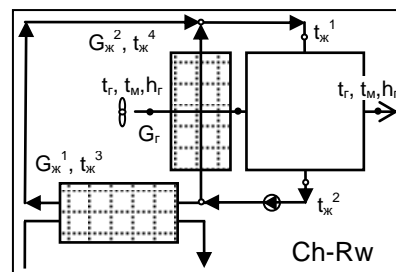 Gж², tж⁴
tж¹
tг, tм,hг
tг, tм,hг
Gг
Gж¹, tж³
tж²
Ch-Rw